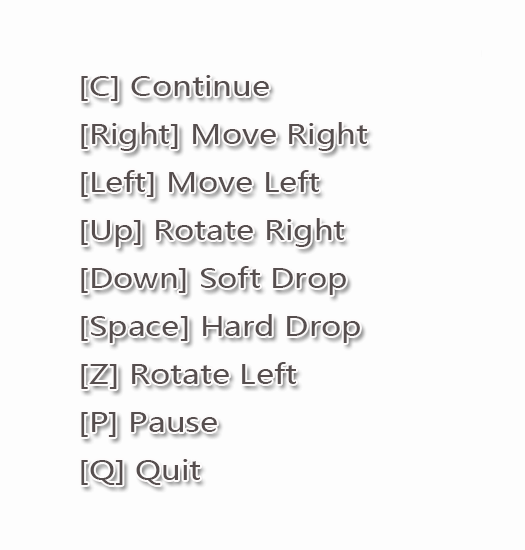 [C] Continue
[Right] Move Right
[Left] Move Left
[Up] Rotate Right
[Down] Soft Drop
[Space] Hard Drop
[Z] Rotate Left
[P] Pause
[Q] Quit